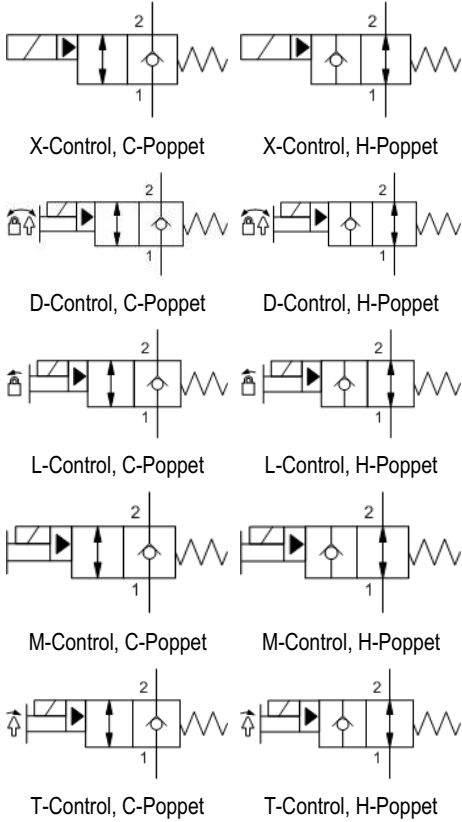 2
2
1
1
X-Control, C-Poppet
X-Control, H-Poppet
2
2
1
1
D-Control, C-Poppet
D-Control, H-Poppet
2
2
1
1
L-Control, C-Poppet
L-Control, H-Poppet
2
2
1
1
M-Control, C-Poppet
M-Control, H-Poppet
2
2
1
1
T-Control, C-Poppet
T-Control, H-Poppet